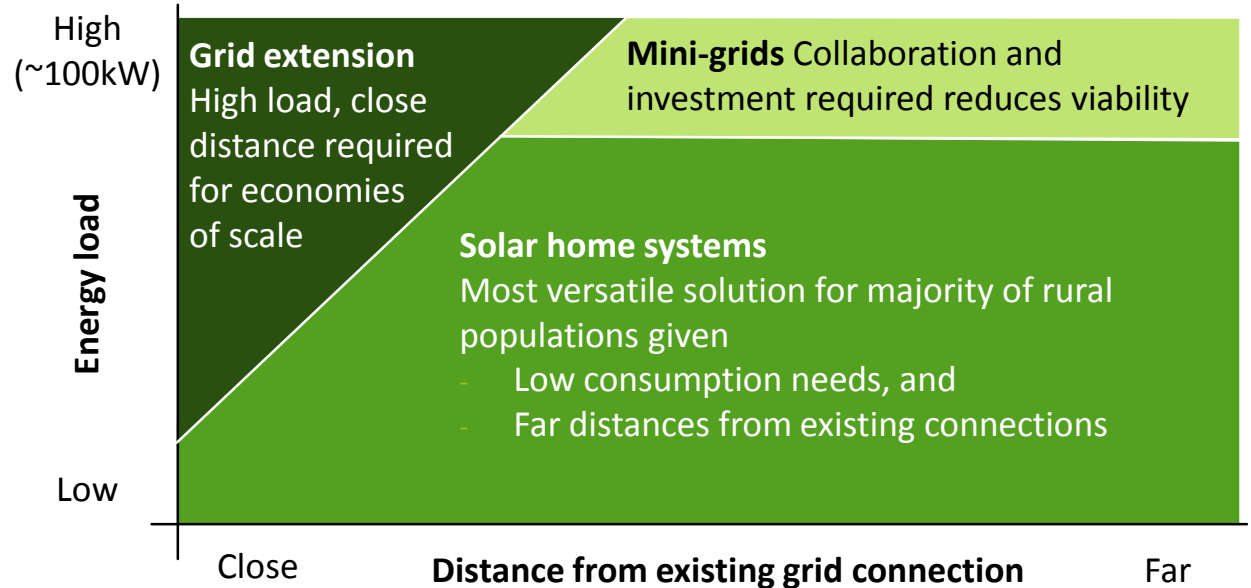 High
(~100kW)
Energy load
Low
Grid extension
High load, close
distance required
for economies
of scale
Mini-grids Collaboration and
investment required reduces viability
Solar home systems
Most versatile solution for majority of rural
populations given
- Low consumption needs, and
- Far distances from existing connections
Close
Distance from existing grid connection
Far